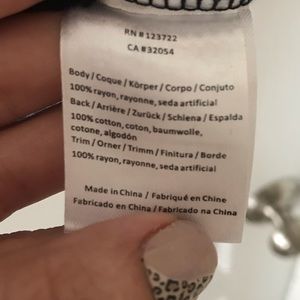 RN # 123722
CA #32054
Body / Coque / Körper / Corpo / Conjuto
100% rayon, rayonne, seda artificial
Back / Arrière / Zurück / Schiena / Espalda
100% cotton, coton, baumwolle,
cotone, algodón
Trim / Orner / Trimm / Finitura / Borde
100% rayon, rayonne, seda artificial
Made in China / Fabriqué en Chine
Fabricado en China / Fabricado na China